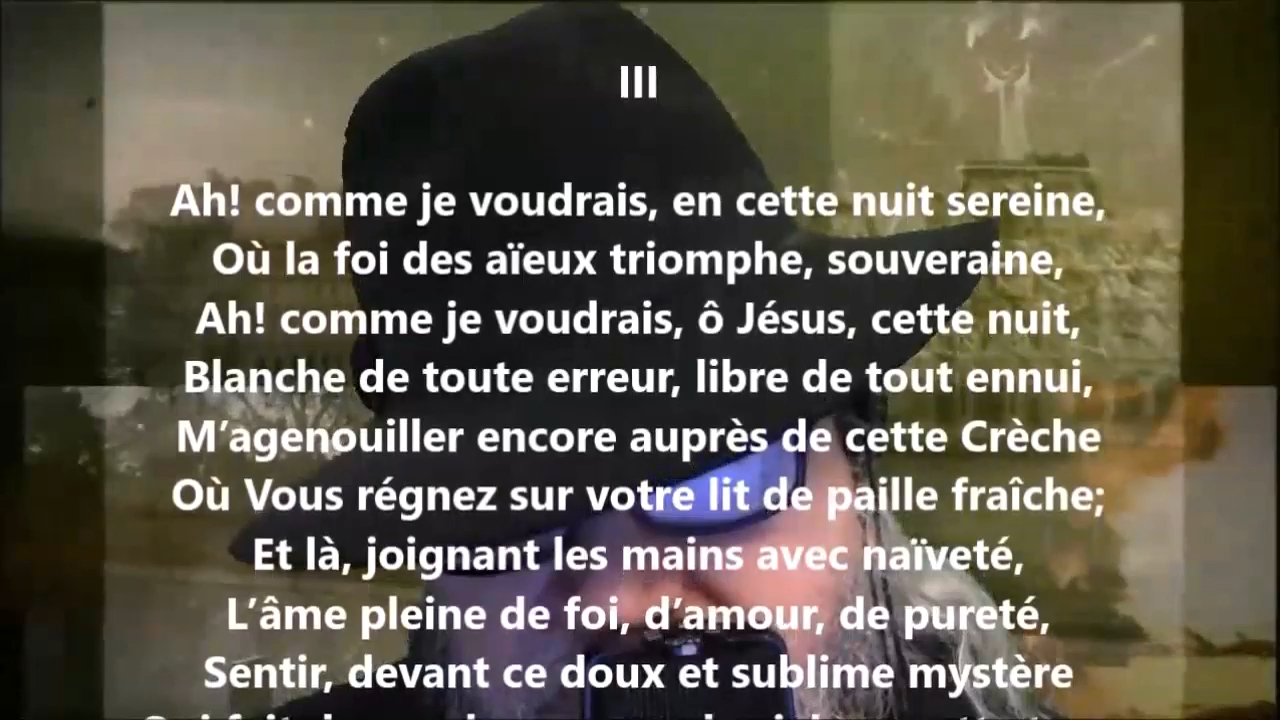 III
Ah! comme je voudrais, en cette nuit sereine,
Où la foi des aïeux triomphe, souveraine,
Ah! comme je voudrais, ô Jésus, cette nuit,
Blanche de toute erreur, libre de tout ennui,
M’agenouiller encore auprès de cette Crèche
Où Vous régnez sur votre lit de paille fraîche;
Et là, joignant les mains avec naïveté,
L’âme pleine de foi, d’amour, de pureté,
Sentir, devant ce doux et sublime mystère